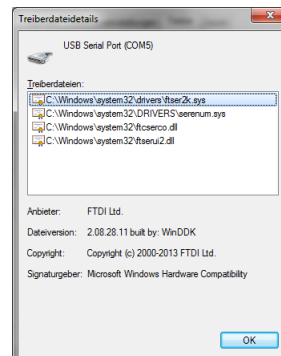 Treiberdateidetails
USB Serial Port (COM5)
Treiberdateien:
C:\Windows\system32\drivers\ftser2k.sys
C:\Windows\system32\DRIVERS\serenum.sys
C:\Windows\system32\ftcserco.dll
C:\Windows\system32\ftserui2.dll
Anbieter: FTDI Ltd.
Dateiversion: 2.08.28.11 built by: WinDDK
Copyright: Copyright (c) 2000-2013 FTDI Ltd.
Signaturgeber: Microsoft Windows Hardware Compatibility
OK